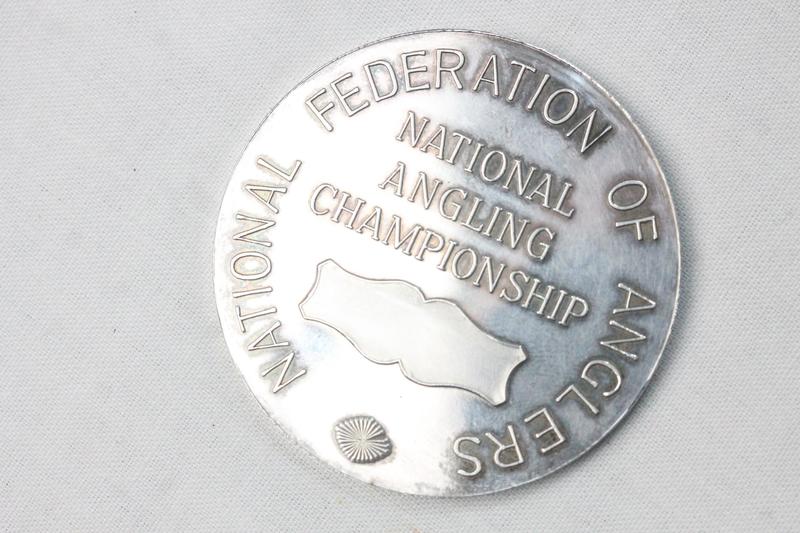 NATIONAL FEDERATION OF ANGLERS
NATIONAL
ANGLING
CHAMPIONSHIP